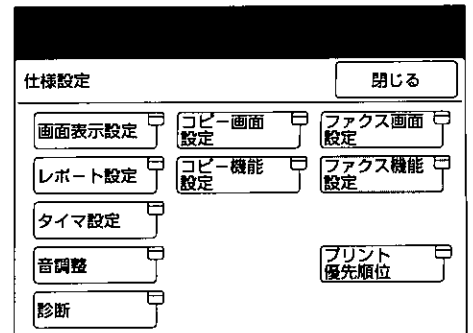 仕様設定
閉じる
画面表示設定
コピー画面
設定
ファクス画面
設定
レポート設定
コピー機能
設定
ファクス機能
設定
タイマ設定
音調整
プリント
優先順位
診断